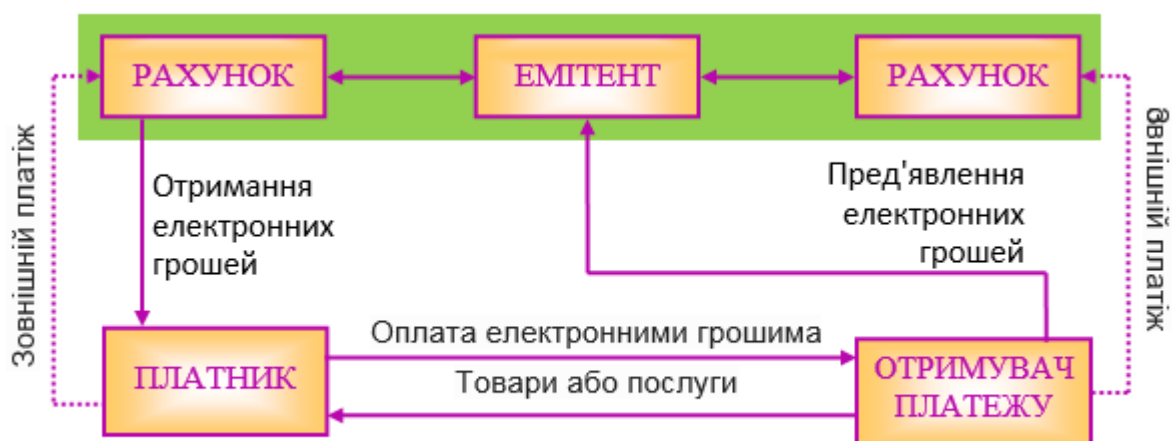 РАХУНОК
ЕМІТЕНТ
РАХУНОК
Зовнішній платіж
Отримання
електронних
грошей
Пред'явлення
електронних
грошей
Звнішній платіж
ПЛАТНИК
Оплата електронними грошима
Товари або послуги
ОТРИМУВАЧ
ПЛАТЕЖУ